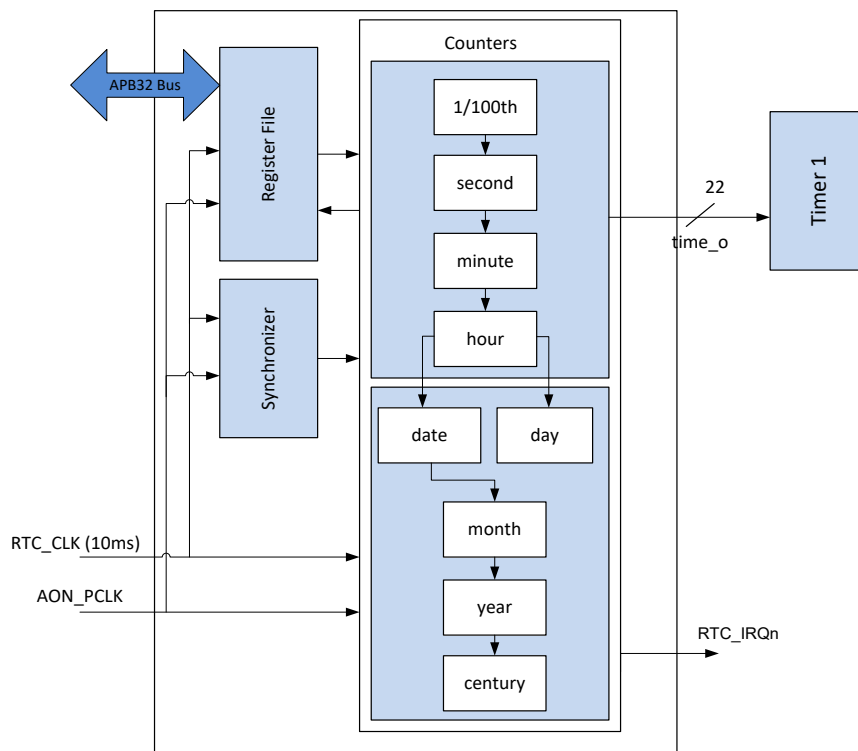 Counters
APB32 Bus
Register File
1/100th
second
minute
hour
22
time_o
Timer 1
Synchronizer
date
day
month
year
century
RTC_CLK (10ms)
AON_PCLK
RTC_IRQn